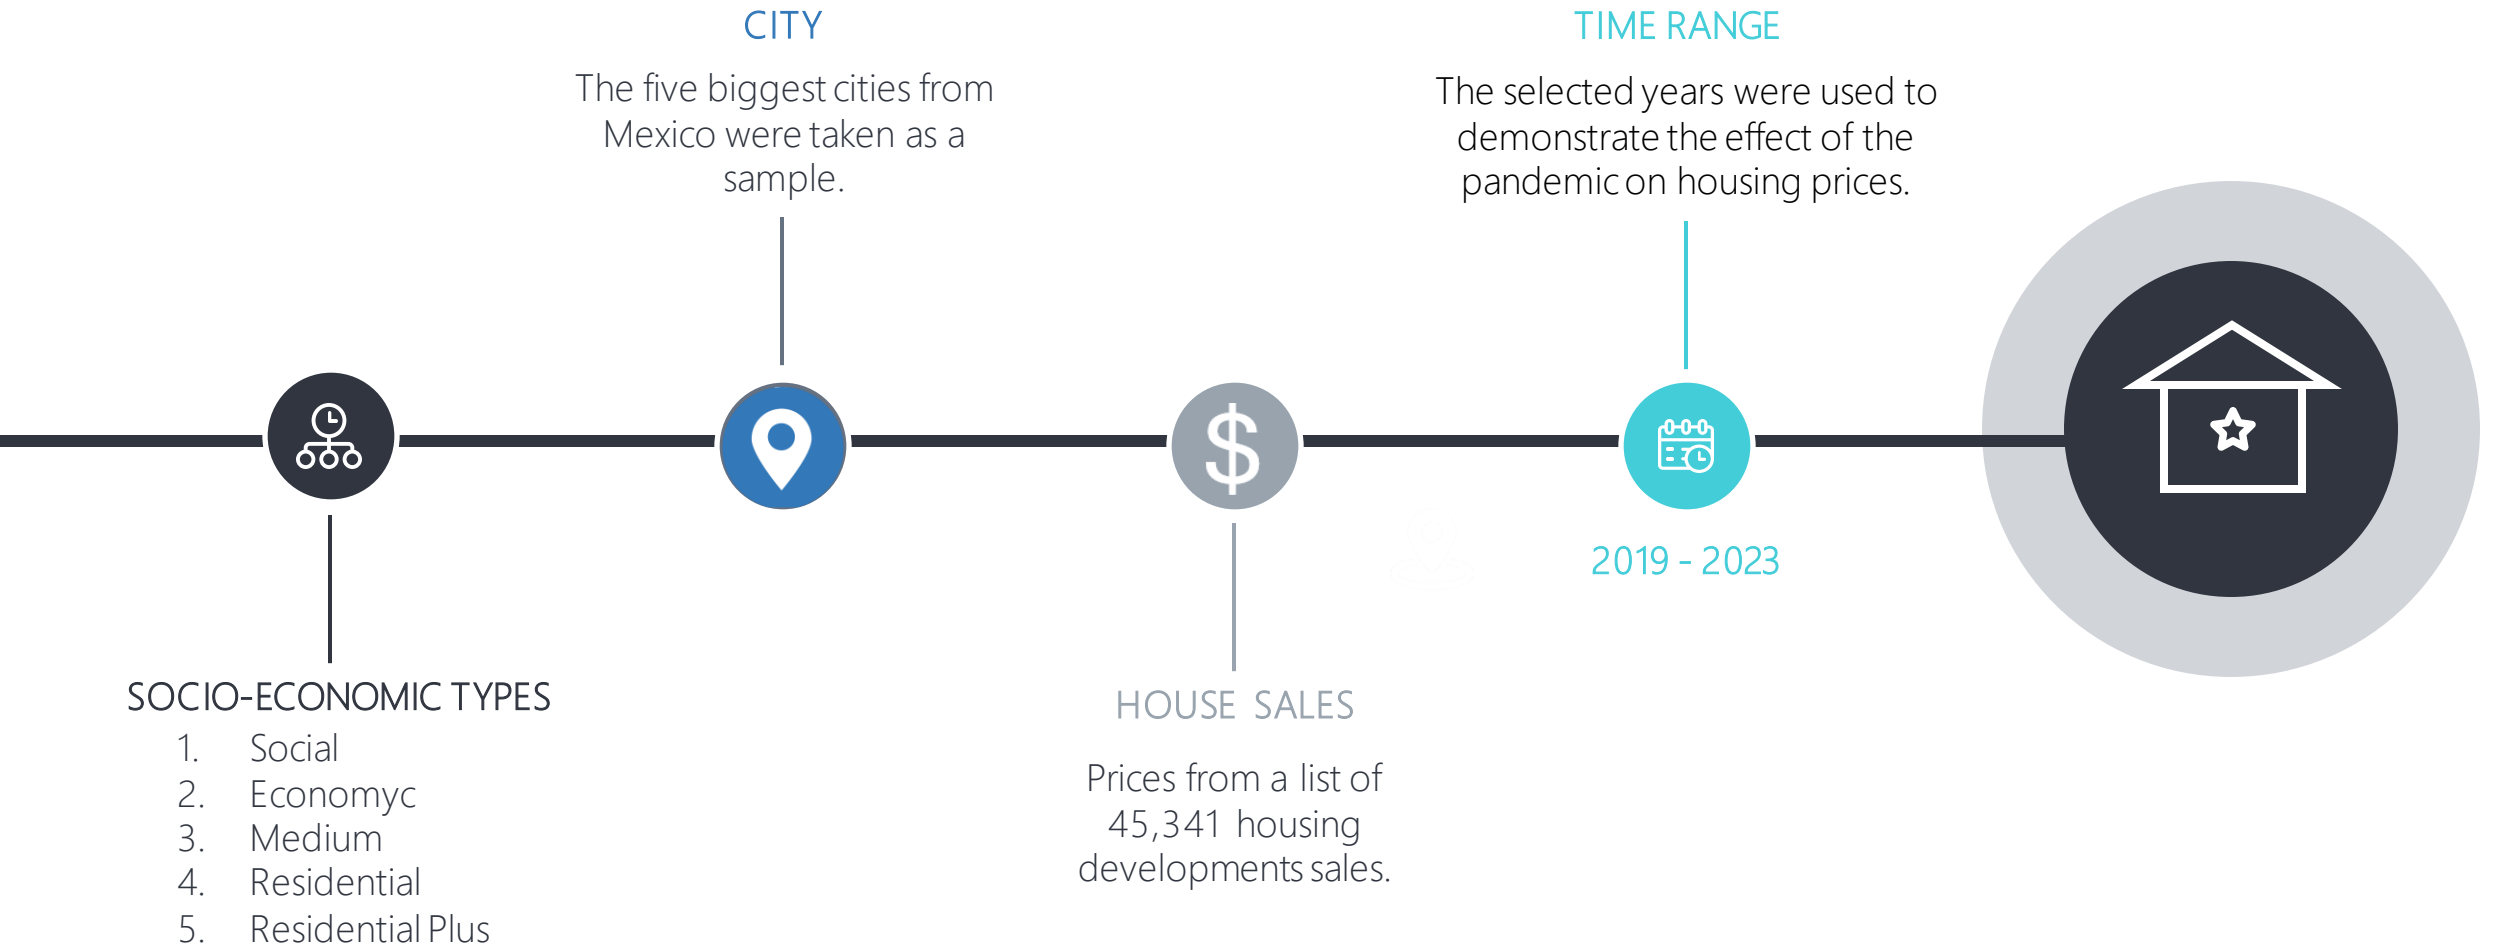 CITY
The five biggest cities from
Mexico were taken as a
sample.
TIME RANGE
The selected years were used to
demonstrate the effect of the
pandemic on housing prices.
$
2019 - 2023
SOCIO-ECONOMIC TYPES
1. Social
2. Economyc
3. Medium
4. Residential
5. Residential Plus
HOUSE SALES
Prices from a list of
45,341 housing
developments sales.